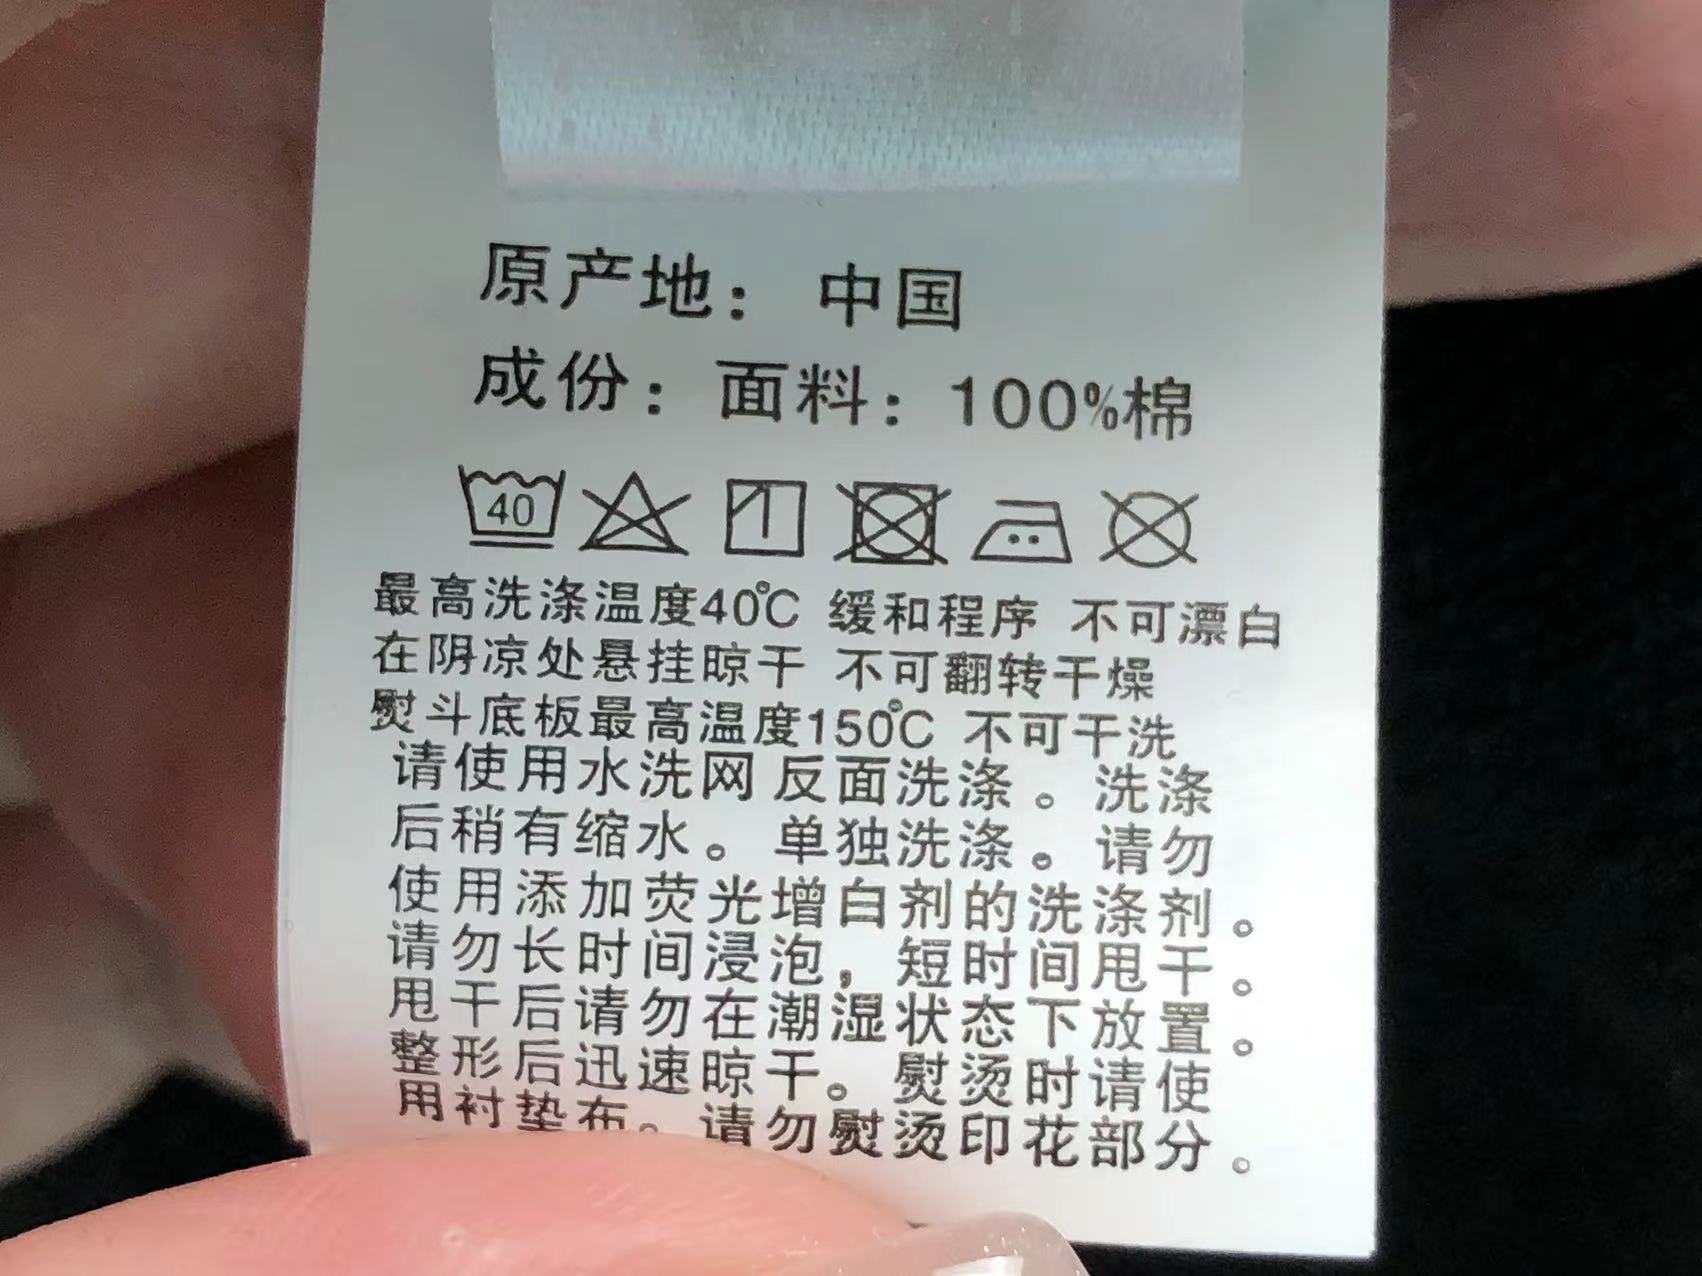 原产地：中国
成份：面料：100%棉
40
最高洗涤温度40℃ 缓和程序 不可漂白
在阴凉处悬挂晾干 不可翻转干燥
熨斗底板最高温度150℃ 不可干洗
请使用水洗网反面洗涤。洗涤
后稍有缩水。单独洗涤。请勿
使用添加荧光增白剂的洗涤剂。
请勿长时间浸泡，短时间甩干。
甩干后请勿在潮湿状态下放置。
整形后迅速晾干。熨烫时请使
用衬垫布。请勿熨烫印花部分。